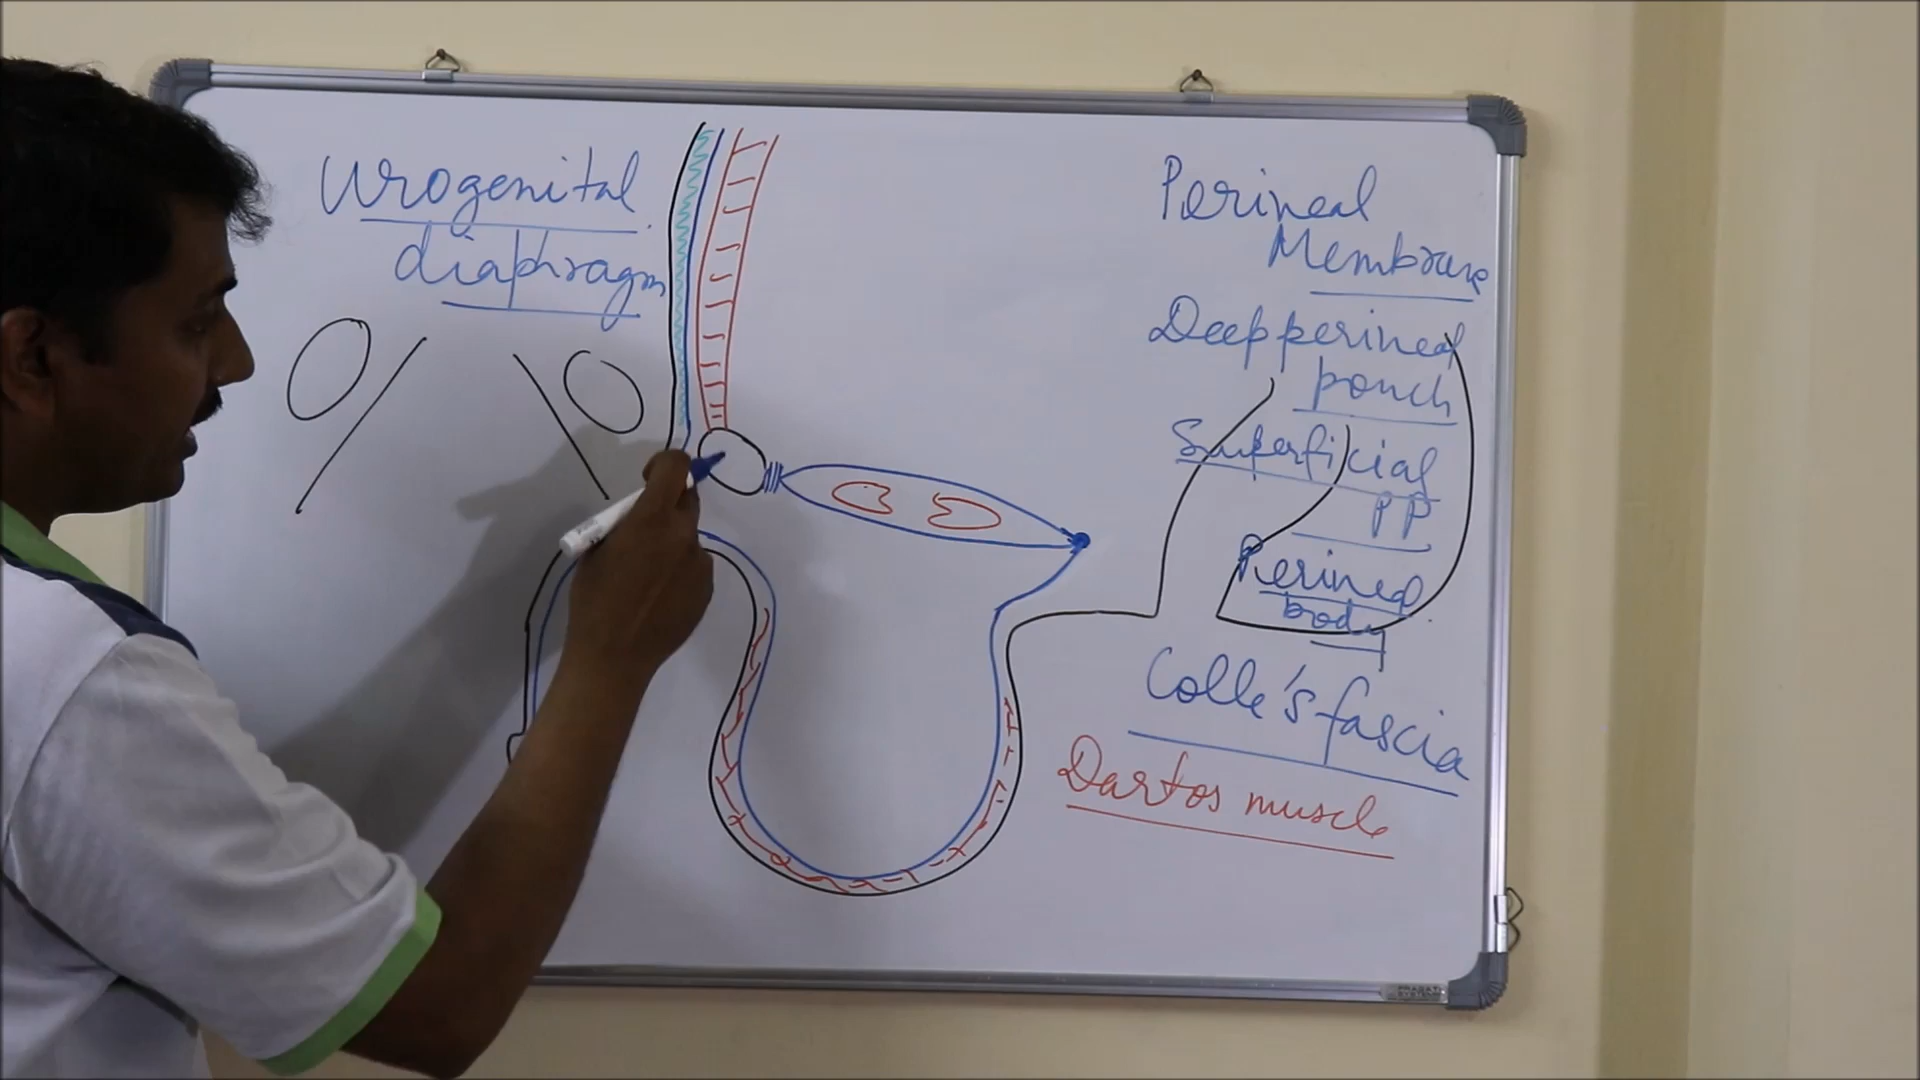 Urogenital
diaphragm
Perineal
Membrane
Deep perineal
pouch
Superficial
PP
Perineal
body
Colle's fascia
Dartos muscle